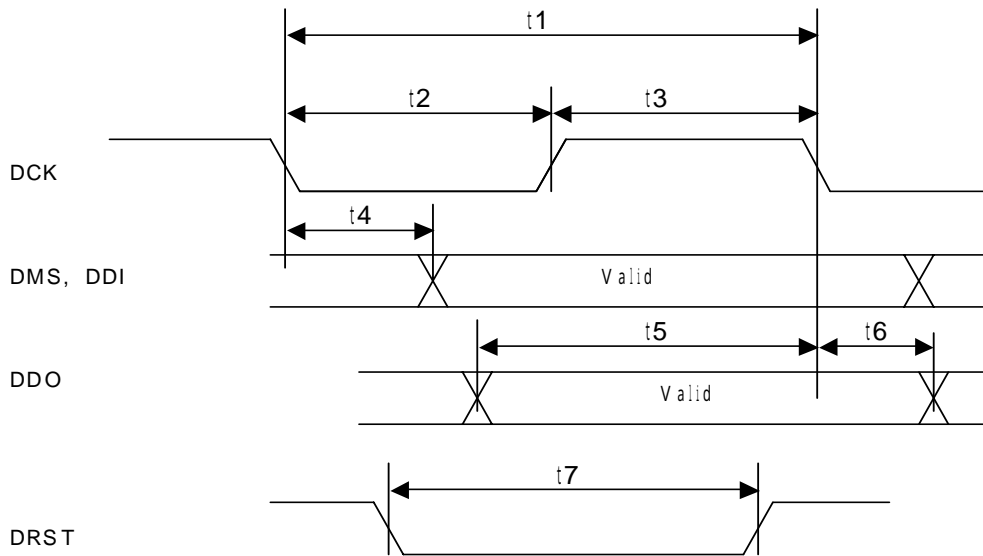 t1
t2
t3
DCK
t4
DMS, DDI
Valid
t5
t6
DDO
Valid
t7
DRST